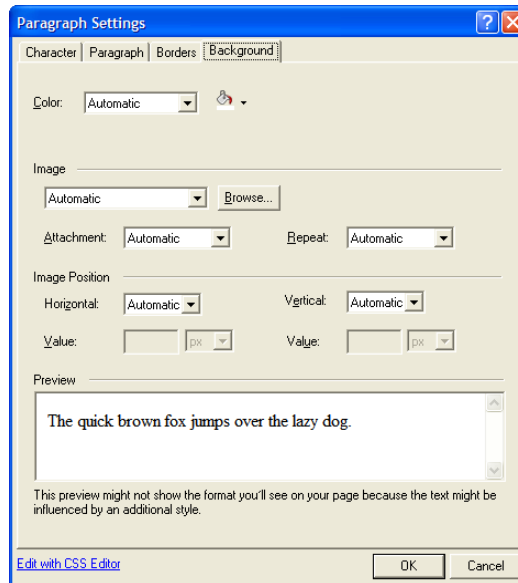 Paragraph Settings
Character Paragraph Borders Background
Color: Automatic
Image
Automatic Browse...
Attachment: Automatic Repeat: Automatic
Image Position
Horizontal: Automatic Vertical: Automatic
Value: px Value: px
Preview
The quick brown fox jumps over the lazy dog.
This preview might not show the format you'll see on your page because the text might be
influenced by an additional style.
Edit with CSS Editor OK Cancel